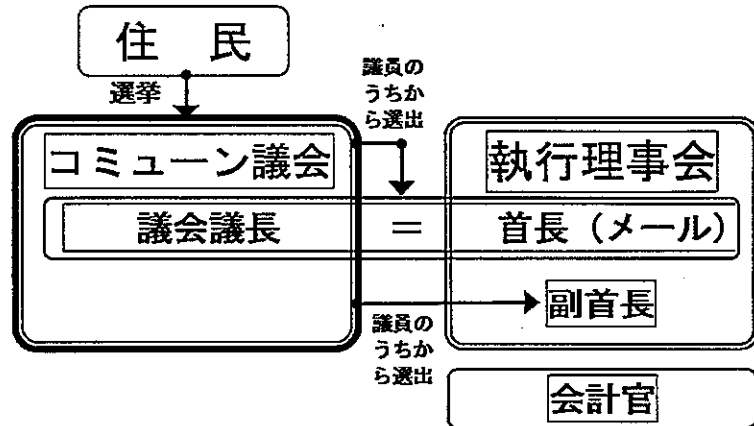 住　民
選挙
議員の
うちか
ら選出
コミューン議会
執行理事会
議会議長　＝　首長（メール）
副首長
議員の
うちか
ら選出
会計官